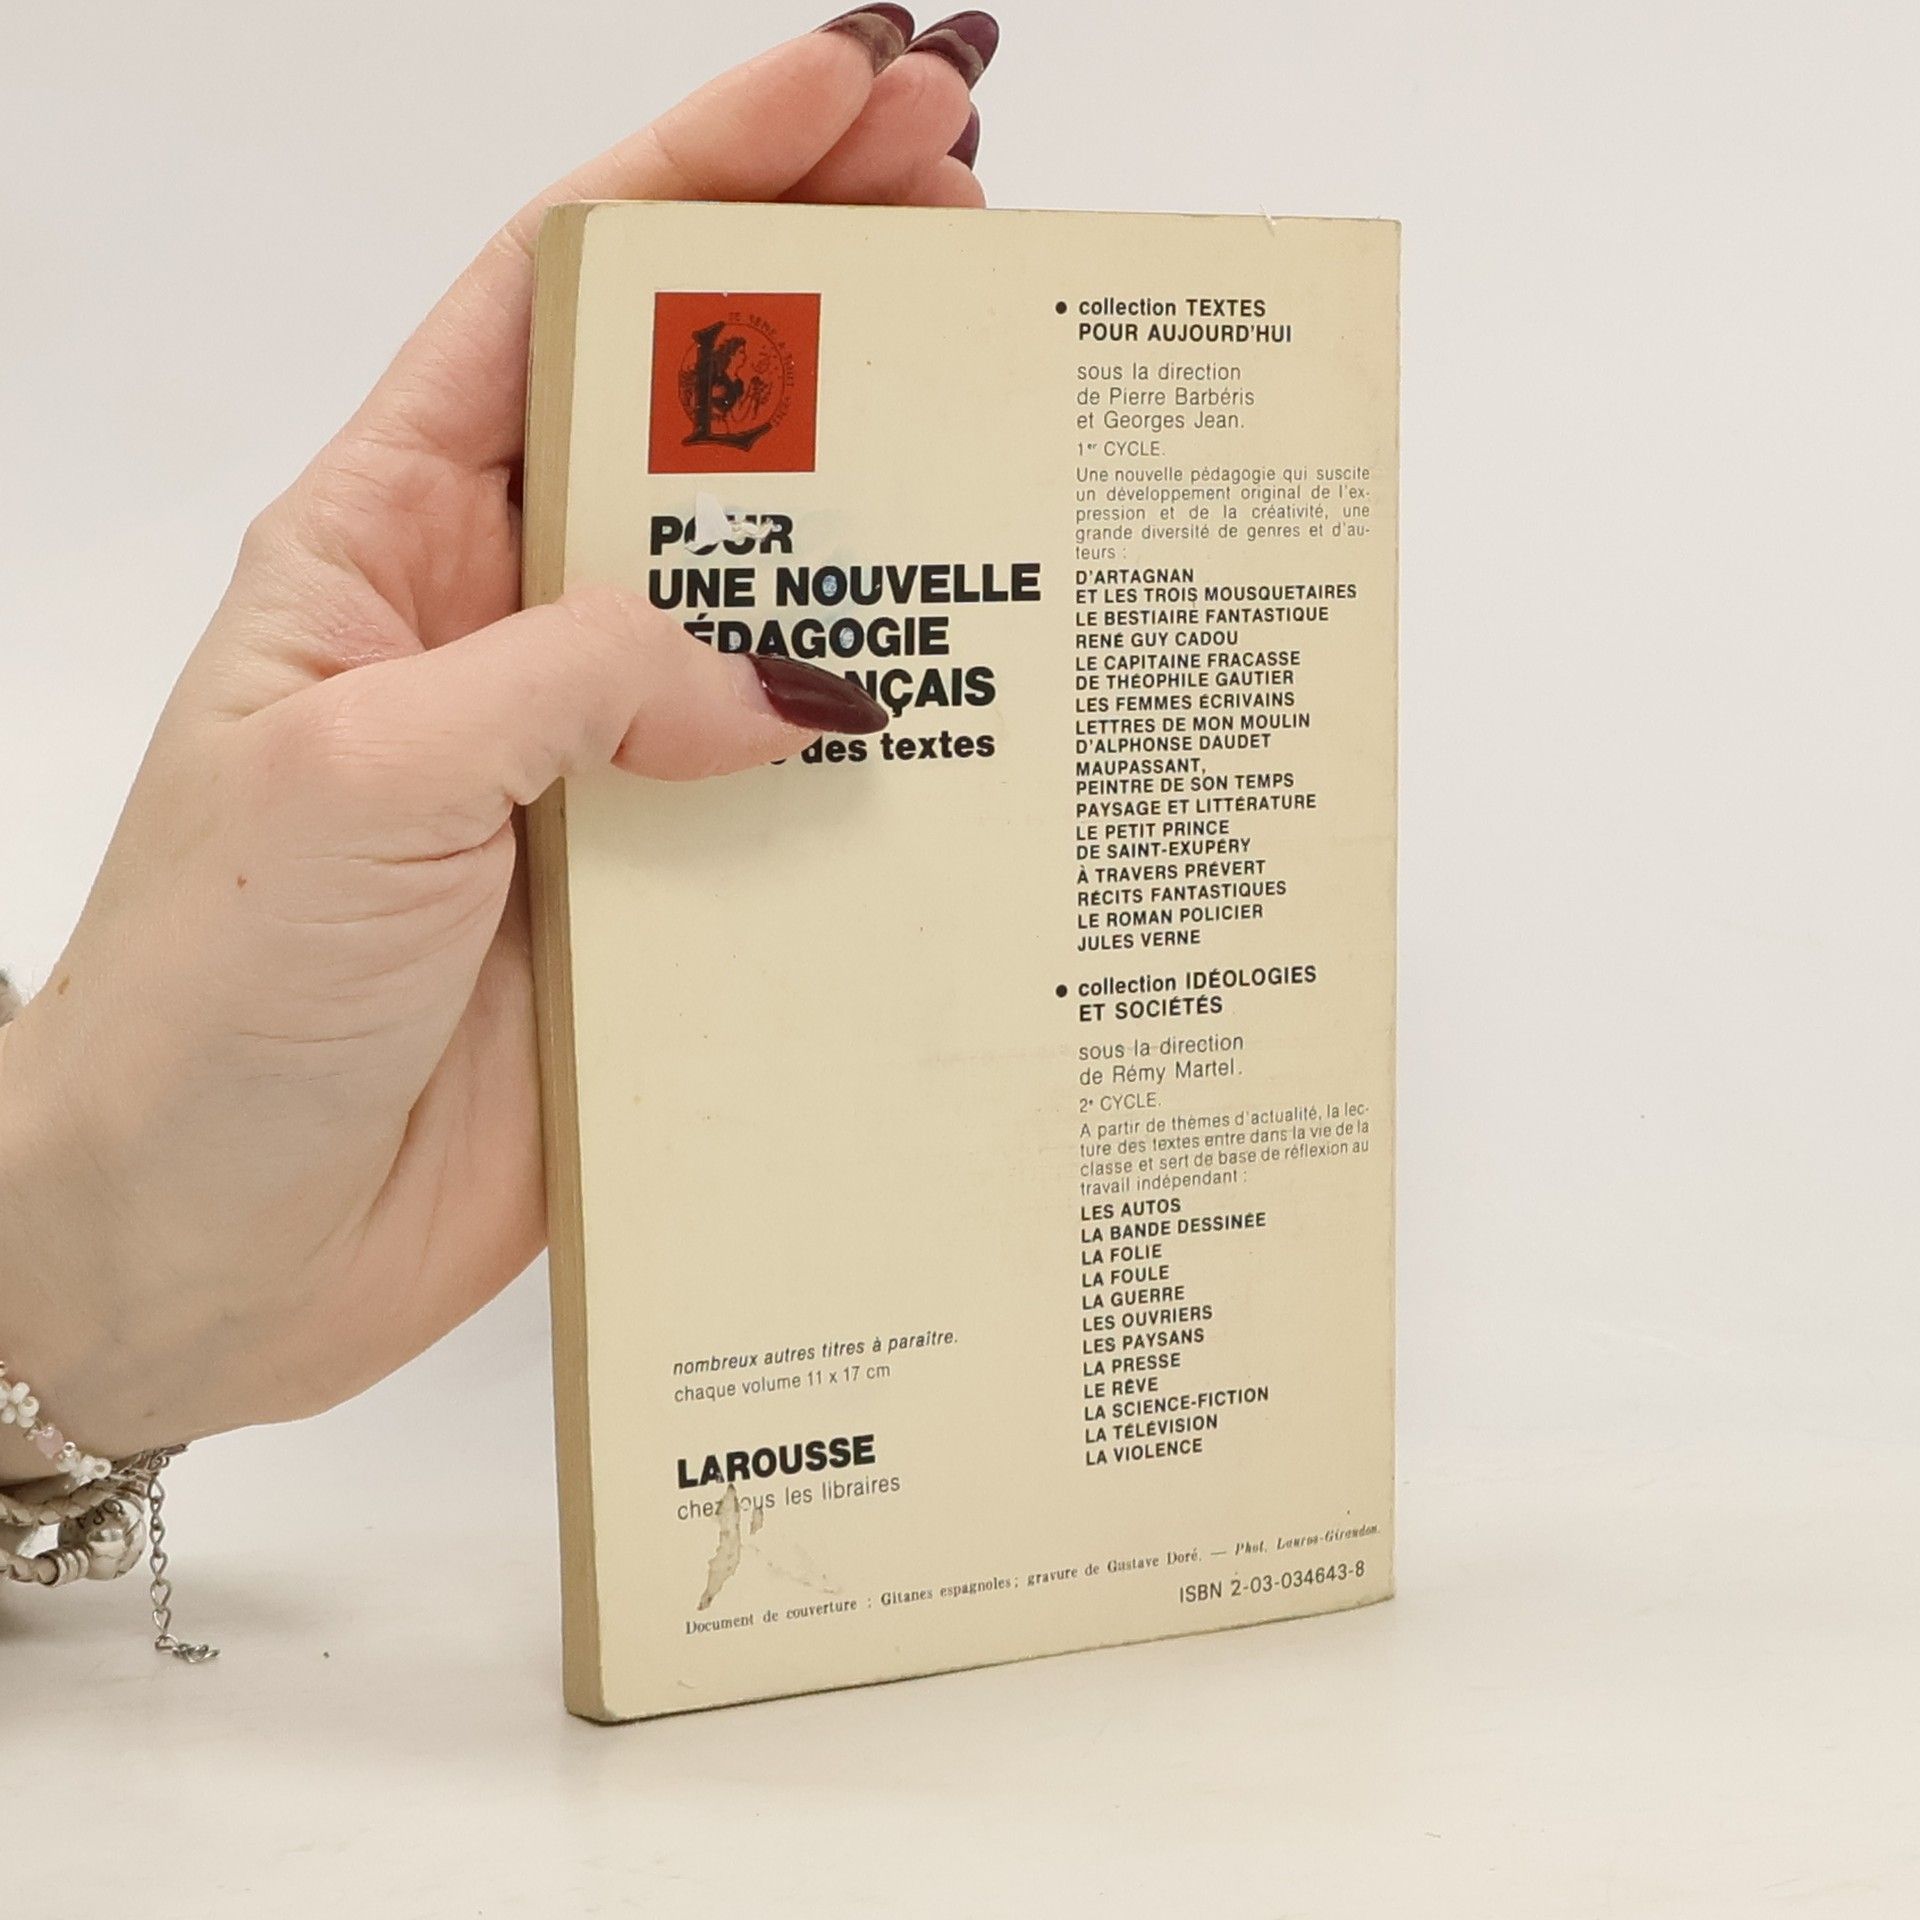 POUR
UNE NOUVELLE
ÉDAGOGIE
NÇAIS
des textes
nombreux autres titres à paraître.
chaque volume 11 x 17 cm
LAROUSSE
chez tous les libraires
● collection TEXTES
POUR AUJOURD'HUI
sous la direction
de Pierre Barbéris
et Georges Jean.
1er CYCLE.
Une nouvelle pédagogie qui suscite
un développement original de l'ex-
pression et de la créativité, une
grande diversité de genres et d'au-
teurs :
D'ARTAGNAN
ET LES TROIS MOUSQUETAIRES
LE BESTIAIRE FANTASTIQUE
RENÉ GUY CADOU
LE CAPITAINE FRACASSE
DE THÉOPHILE GAUTIER
LES FEMMES ÉCRIVAINS
LETTRES DE MON MOULIN
D'ALPHONSE DAUDET
MAUPASSANT,
PEINTRE DE SON TEMPS
PAYSAGE ET LITTÉRATURE
LE PETIT PRINCE
DE SAINT-EXUPÉRY
À TRAVERS PRÉVERT
RÉCITS FANTASTIQUES
LE ROMAN POLICIER
JULES VERNE
● collection IDÉOLOGIES
ET SOCIÉTÉS
sous la direction
de Rémy Martel.
2e CYCLE.
A partir de thèmes d'actualité, la lec-
ture des textes entre dans la vie de la
classe et sert de base de réflexion au
travail indépendant :
LES AUTOS
LA BANDE DESSINÉE
LA FOLIE
LA FOULE
LA GUERRE
LES OUVRIERS
LES PAYSANS
LA PRESSE
LE RÊVE
LA SCIENCE-FICTION
LA TÉLÉVISION
LA VIOLENCE
Document de couverture : Gitanes espagnoles; gravure de Gustave Doré. — Phot. Lauros-Giraudon.
ISBN 2-03-034643-8